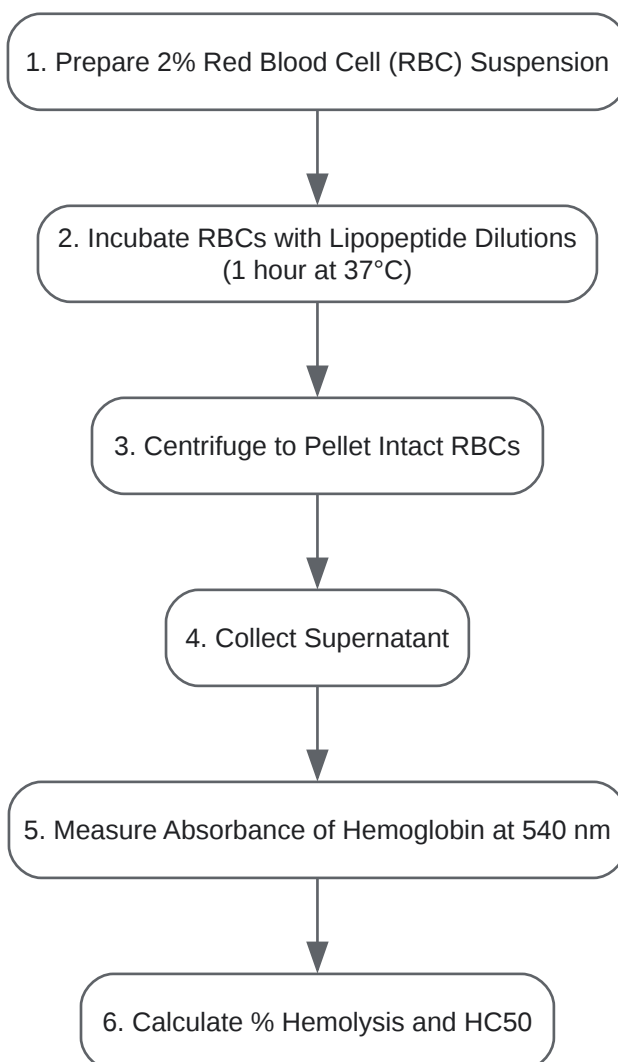 1. Prepare 2% Red Blood Cell (RBC) Suspension
2. Incubate RBCs with Lipopeptide Dilutions
(1 hour at 37°C)
3. Centrifuge to Pellet Intact RBCs
4. Collect Supernatant
5. Measure Absorbance of Hemoglobin at 540 nm
6. Calculate % Hemolysis and HC50